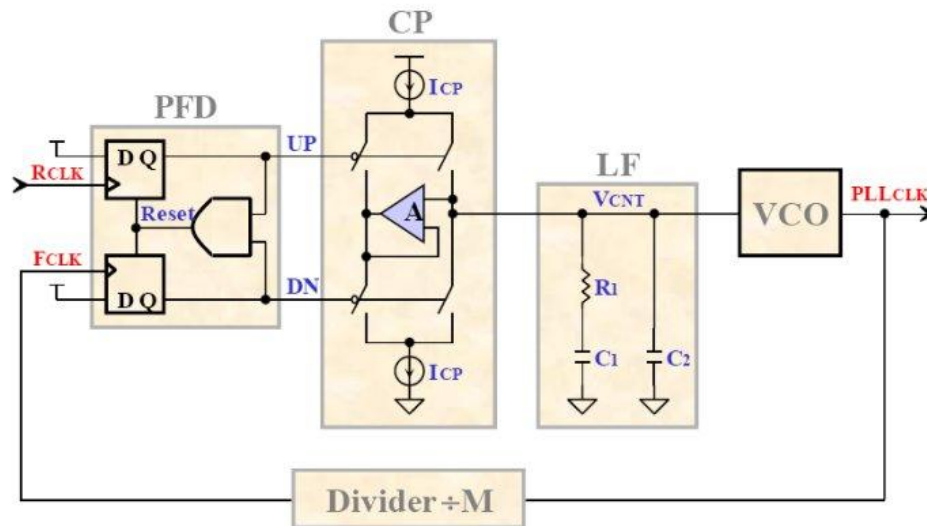 CP
ICP
PFD
UP
LF
D Q
RCLK
Reset
A
VCNT
VCO
PLLCLK
FCLK
R1
D Q
DN
C1
C2
ICP
Divider ÷M